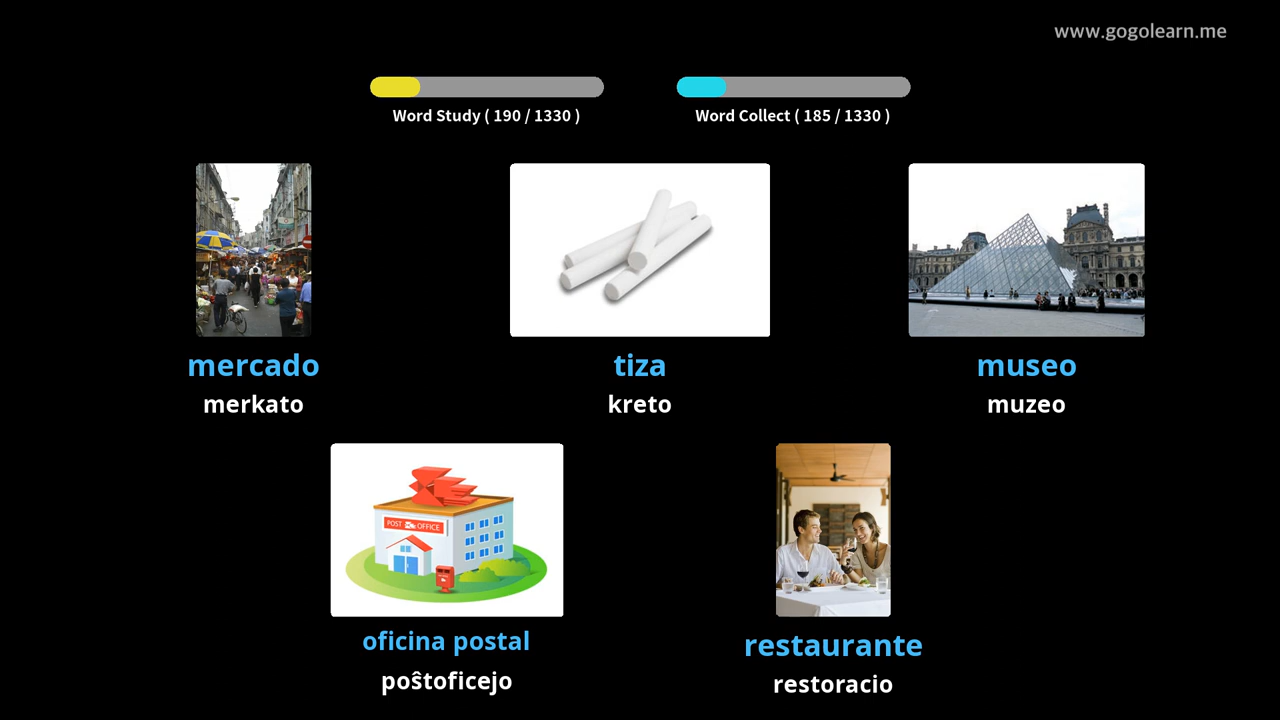 www.gogolearn.me
Word Study ( 190 / 1330 )
Word Collect ( 185 / 1330 )
mercado
merkato
tiza
kreto
museo
muzeo
POST OFFICE
oficina postal
poŝtoficejo
restaurante
restoracio